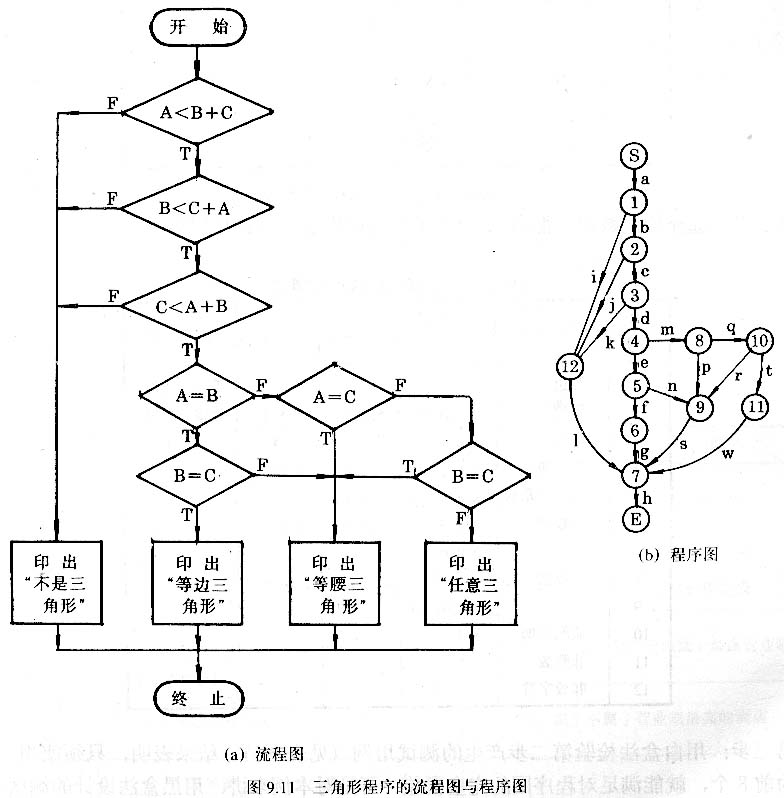 开 始
F
A<B+C
T
F
B<C+A
T
F
C<A+B
T
A=B
F
A=C
F
T
T
B=C
F
T
B=C
T
F
印 出
“不是三
角形”
印 出
“等边三
角形”
印 出
“等腰三
角形”
印 出
“任意三
角形”
终 止
(a) 流程图
S
a
1
b
i
2
c
j
3
d
k
4
m
8
q
10
12
e
p
r
t
5
n
9
11
f
6
l
g
s
w
7
h
E
(b) 程序图
图 9.11 三角形程序的流程图与程序图